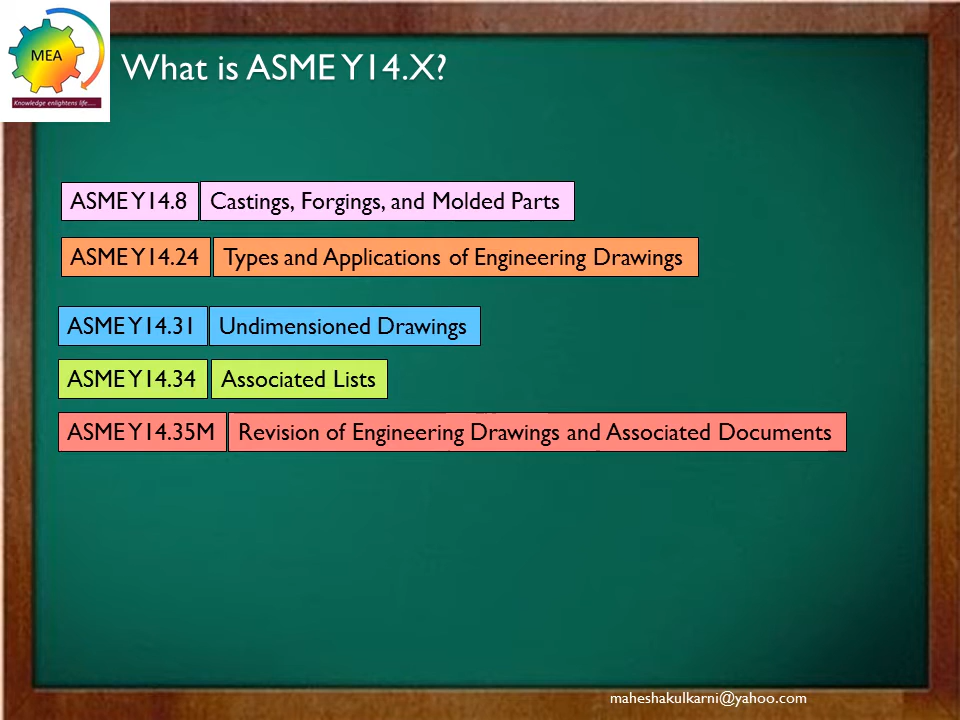 MEA
Knowledge enlightens life.....
What is ASME Y14.X?
ASME Y14.8 Castings, Forgings, and Molded Parts
ASME Y14.24 Types and Applications of Engineering Drawings
ASME Y14.31 Undimensioned Drawings
ASME Y14.34 Associated Lists
ASME Y14.35M Revision of Engineering Drawings and Associated Documents
maheshakulkarni@yahoo.com